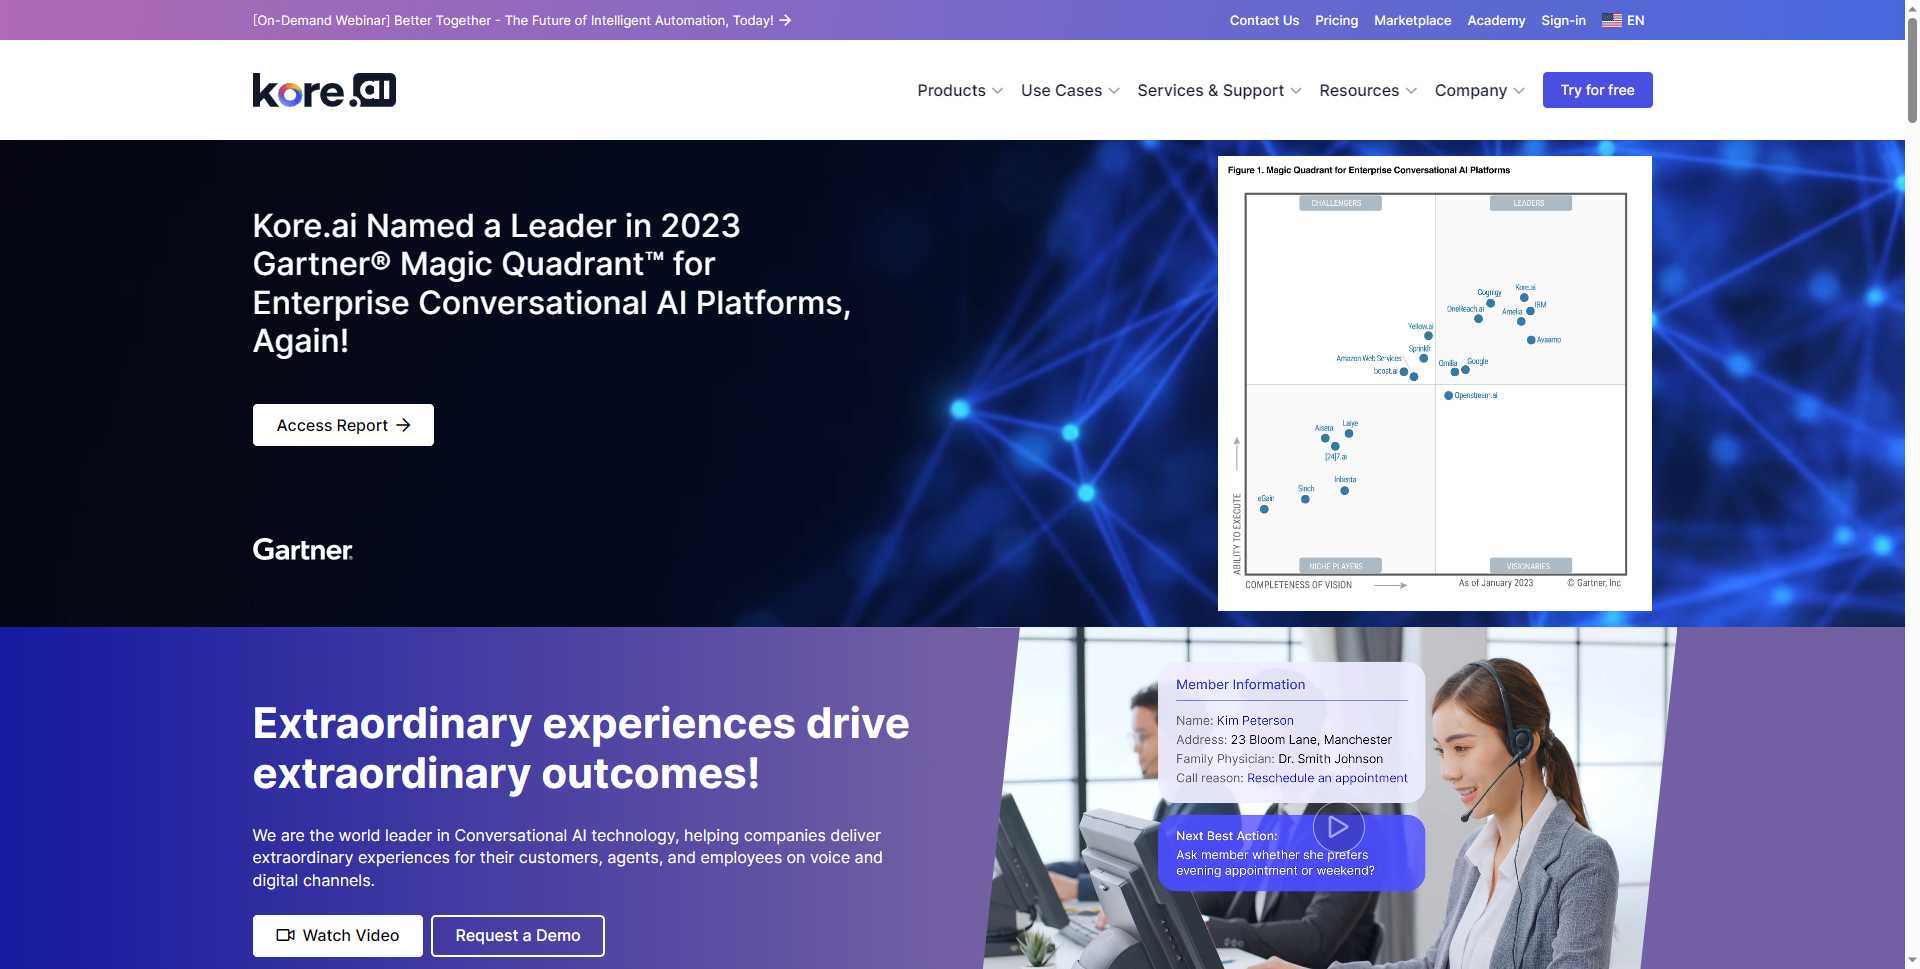 [On-Demand Webinar] Better Together - The Future of Intelligent Automation, Today! →
Contact Us Pricing Marketplace Academy Sign-in EN
kore.ai
Products Use Cases Services & Support Resources Company Try for free
Kore.ai Named a Leader in 2023
Gartner® Magic Quadrant™ for
Enterprise Conversational AI Platforms,
Again!
Access Report →
Gartner
Figure 1. Magic Quadrant for Enterprise Conversational AI Platforms
CHALLENGERS LEADERS
Kore.ai
Cognigy
IBM
OneReach.ai
Amelia
Yellow.ai
Avaamo
Sprinklr
Amazon Web Services
Omilia Google
boost.ai
Openstream.ai
Aisera Laiye
[24]7.ai
Inbenta
Sinch
eGain
ABILITY TO EXECUTE
NICHE PLAYERS VISIONARIES
COMPLETENESS OF VISION
As of January 2023 © Gartner, Inc
Extraordinary experiences drive
extraordinary outcomes!
We are the world leader in Conversational AI technology, helping companies deliver
extraordinary experiences for their customers, agents, and employees on voice and
digital channels.
Watch Video Request a Demo
Member Information
Name: Kim Peterson
Address: 23 Bloom Lane, Manchester
Family Physician: Dr. Smith Johnson
Call reason: Reschedule an appointment
Next Best Action:
Ask member whether she prefers
evening appointment or weekend?